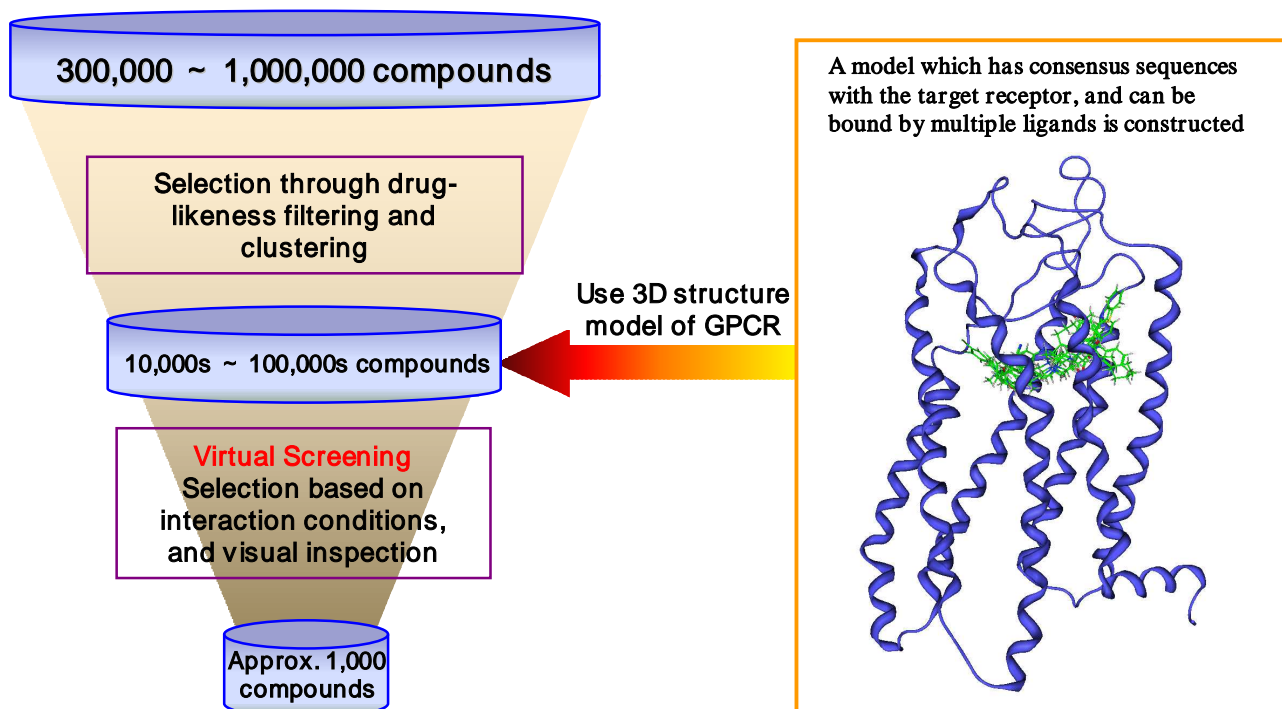 300,000 ~ 1,000,000 compounds
Selection through drug-
likeness filtering and
clustering
10,000s ~ 100,000s compounds
Use 3D structure
model of GPCR
Virtual Screening
Selection based on
interaction conditions,
and visual inspection
Approx. 1,000
compounds
A model which has consensus sequences
with the target receptor, and can be
bound by multiple ligands is constructed